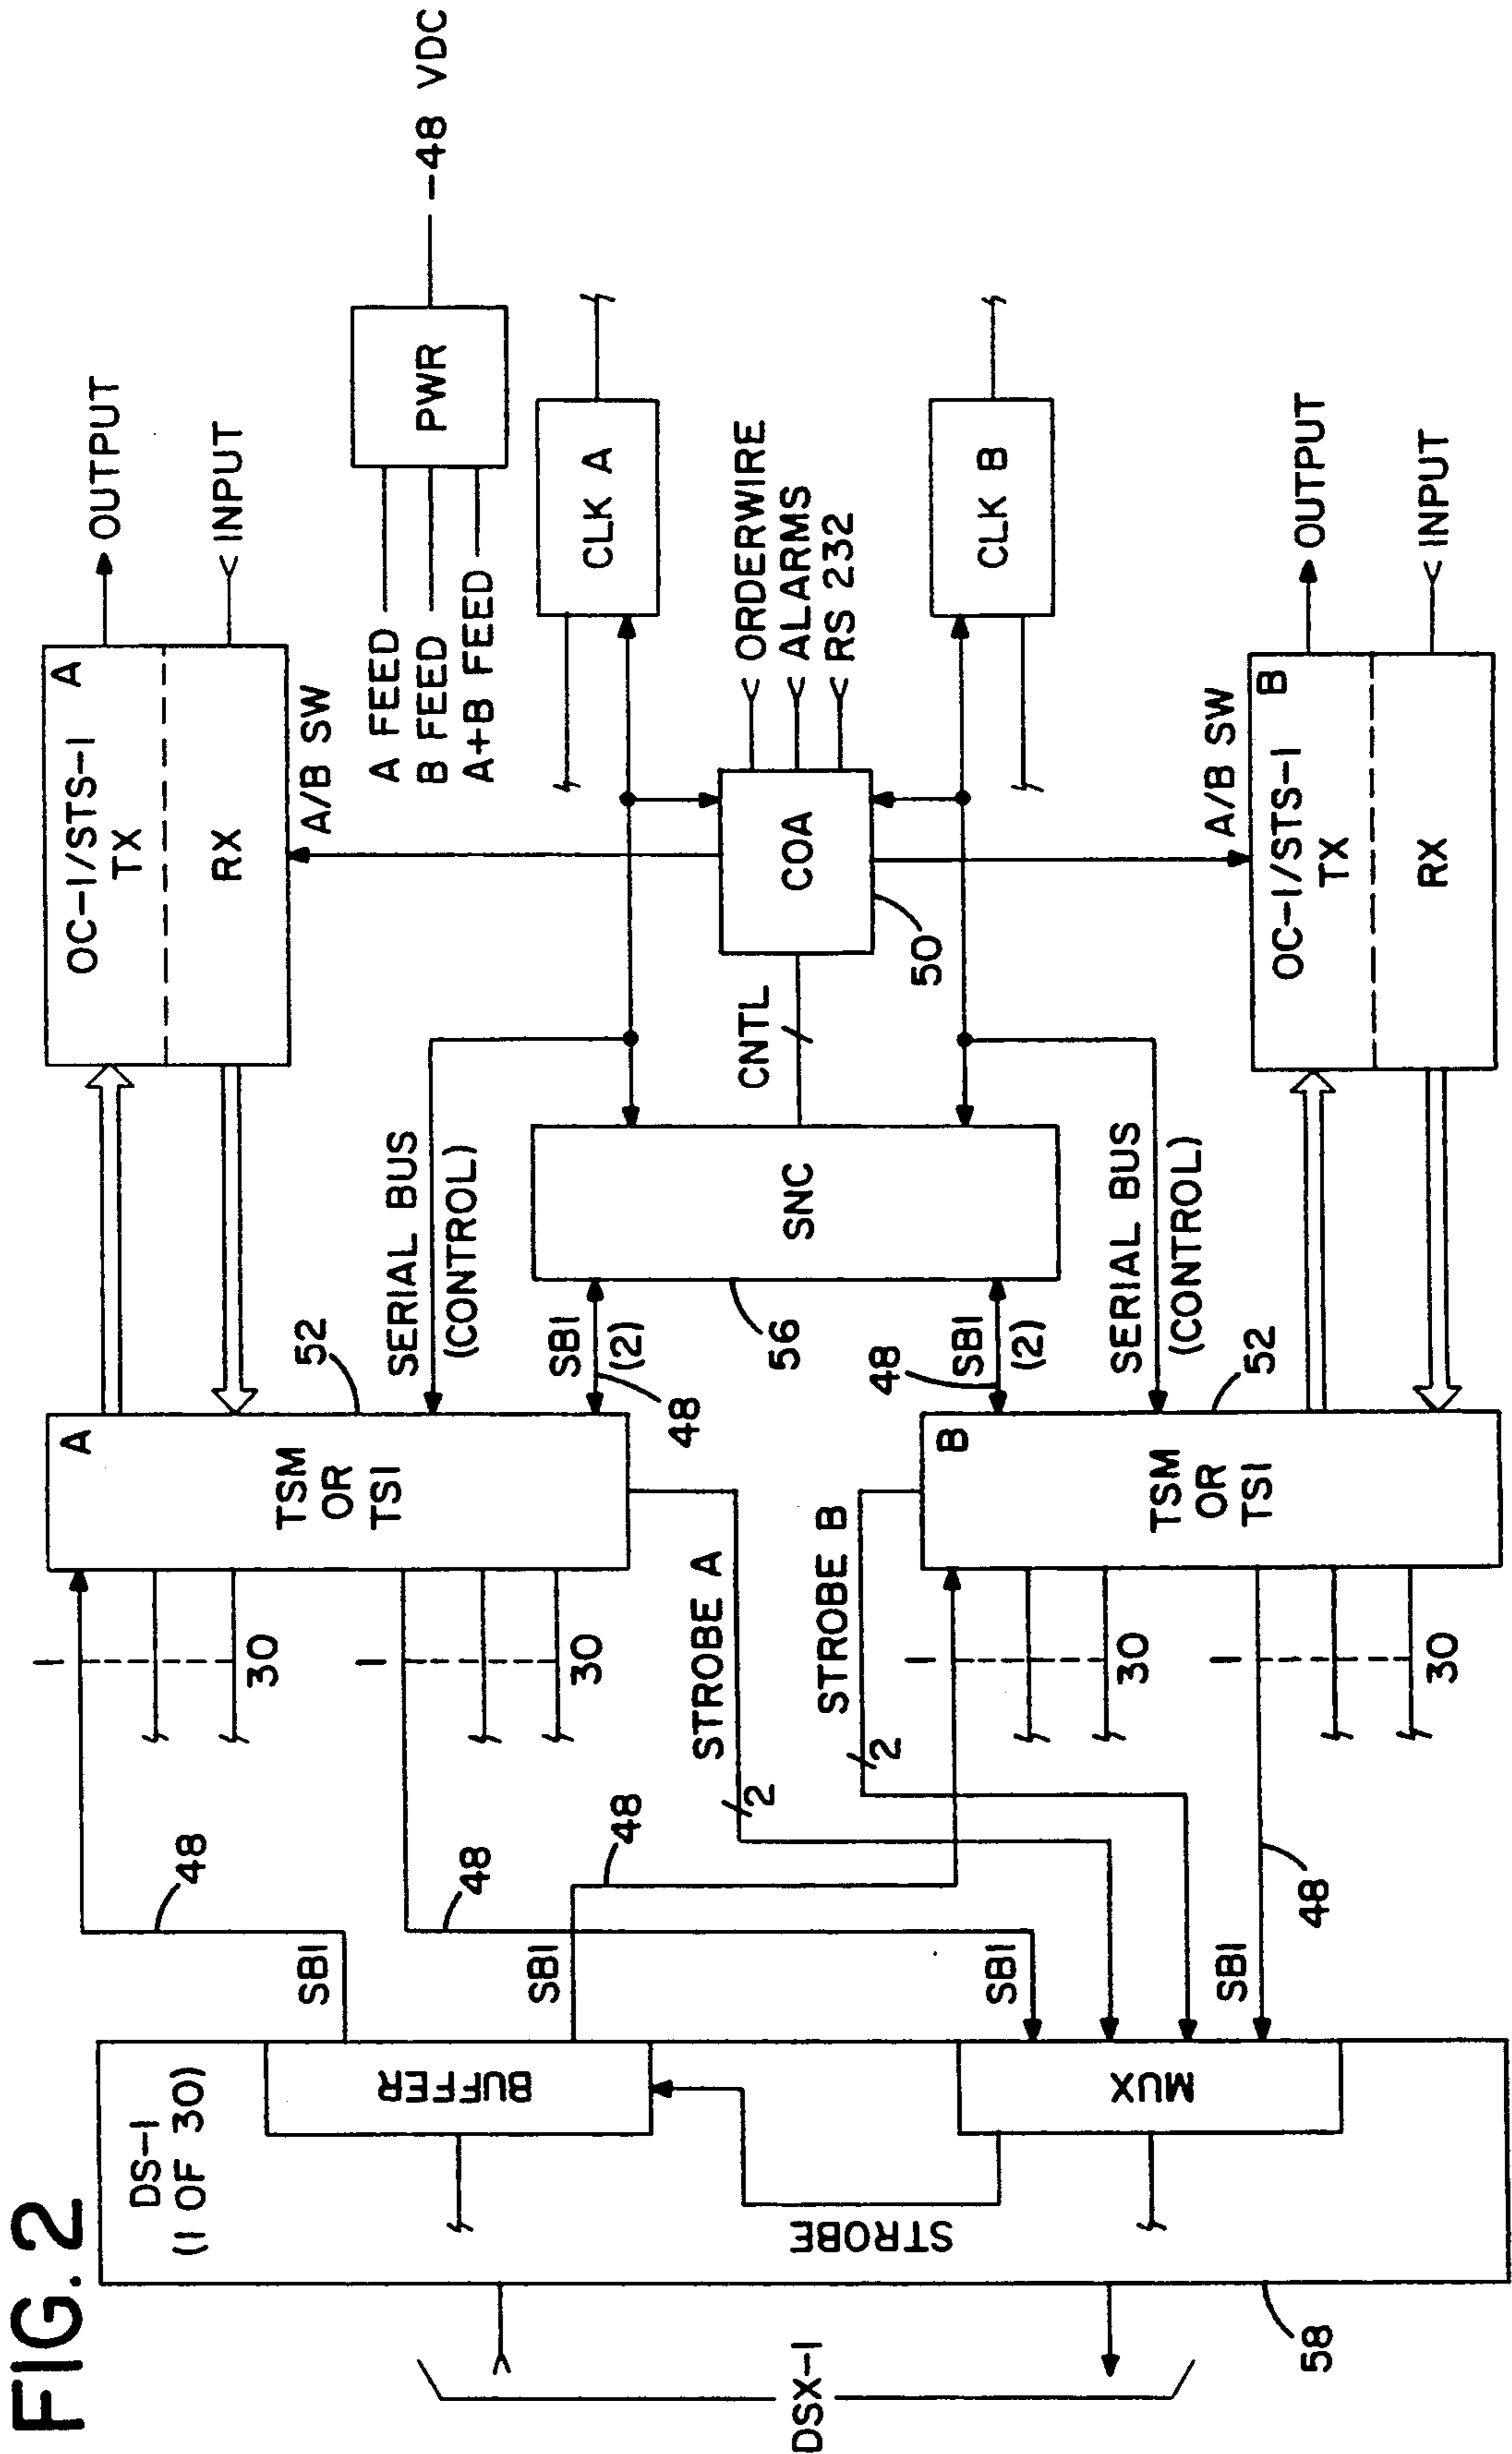 FIG. 2
DS-1
(1 OF 30)
BUFFER
MUX
STROBE
DSX-1
58
SBI
SBI
SBI
SBI
48
48
48
48
1
30
1
30
1
30
1
30
STROBE A
2
STROBE B
2
A
TSM
OR
TSI
52
B
TSM
OR
TSI
52
SERIAL BUS
(CONTROL)
SBI
(2)
48
SBI
(2)
48
SERIAL BUS
(CONTROL)
SNC
56
CNTL
COA
50
OC-1/STS-1
A
TX
RX
A/B SW
OUTPUT
INPUT
A FEED
B FEED
A+B FEED
PWR
-48 VDC
CLK A
ORDERWIRE
ALARMS
RS 232
CLK B
A/B SW
OC-1/STS-1
B
TX
RX
OUTPUT
INPUT